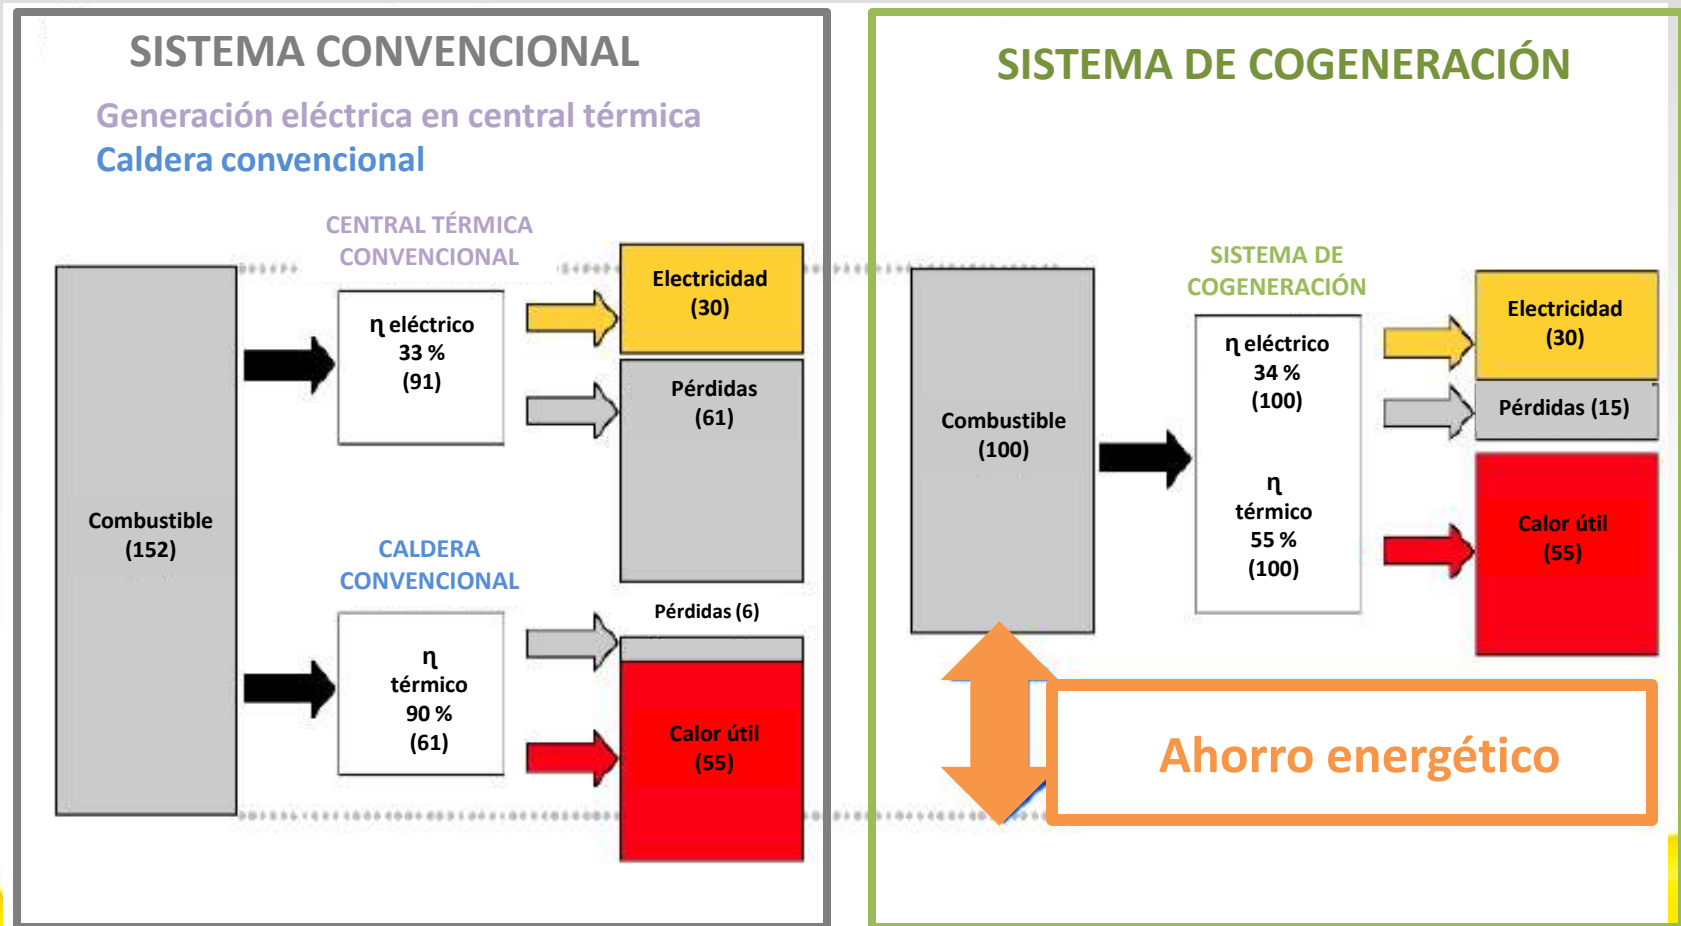 SISTEMA CONVENCIONAL
Generación eléctrica en central térmica
Caldera convencional
CENTRAL TÉRMICA
CONVENCIONAL
Combustible
(152)
η eléctrico
33 %
(91)
Electricidad
(30)
Pérdidas
(61)
CALDERA
CONVENCIONAL
η
térmico
90 %
(61)
Pérdidas (6)
Calor útil
(55)
SISTEMA DE COGENERACIÓN
SISTEMA DE
COGENERACIÓN
Combustible
(100)
η eléctrico
34 %
(100)
η
térmico
55 %
(100)
Electricidad
(30)
Pérdidas (15)
Calor útil
(55)
Ahorro energético